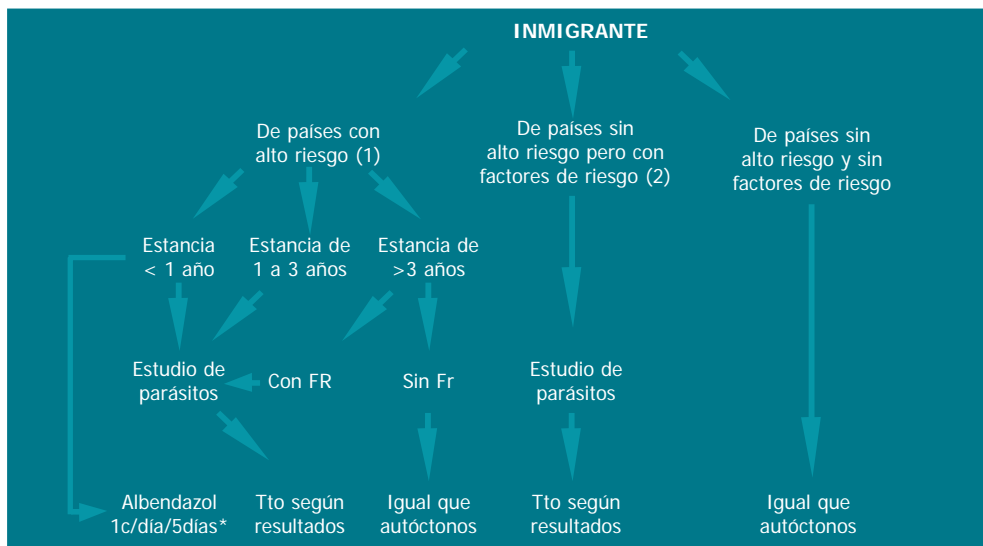 INMIGRANTE
De países con
alto riesgo (1)
De países sin
alto riesgo pero con
factores de riesgo (2)
De países sin
alto riesgo y sin
factores de riesgo
Estancia
< 1 año
Estancia de
1 a 3 años
Estancia de
>3 años
Estudio de
parásitos
Con FR
Sin Fr
Estudio de
parásitos
Albendazol
1c/día/5días*
Tto según
resultados
Igual que
autóctonos
Tto según
resultados
Igual que
autóctonos